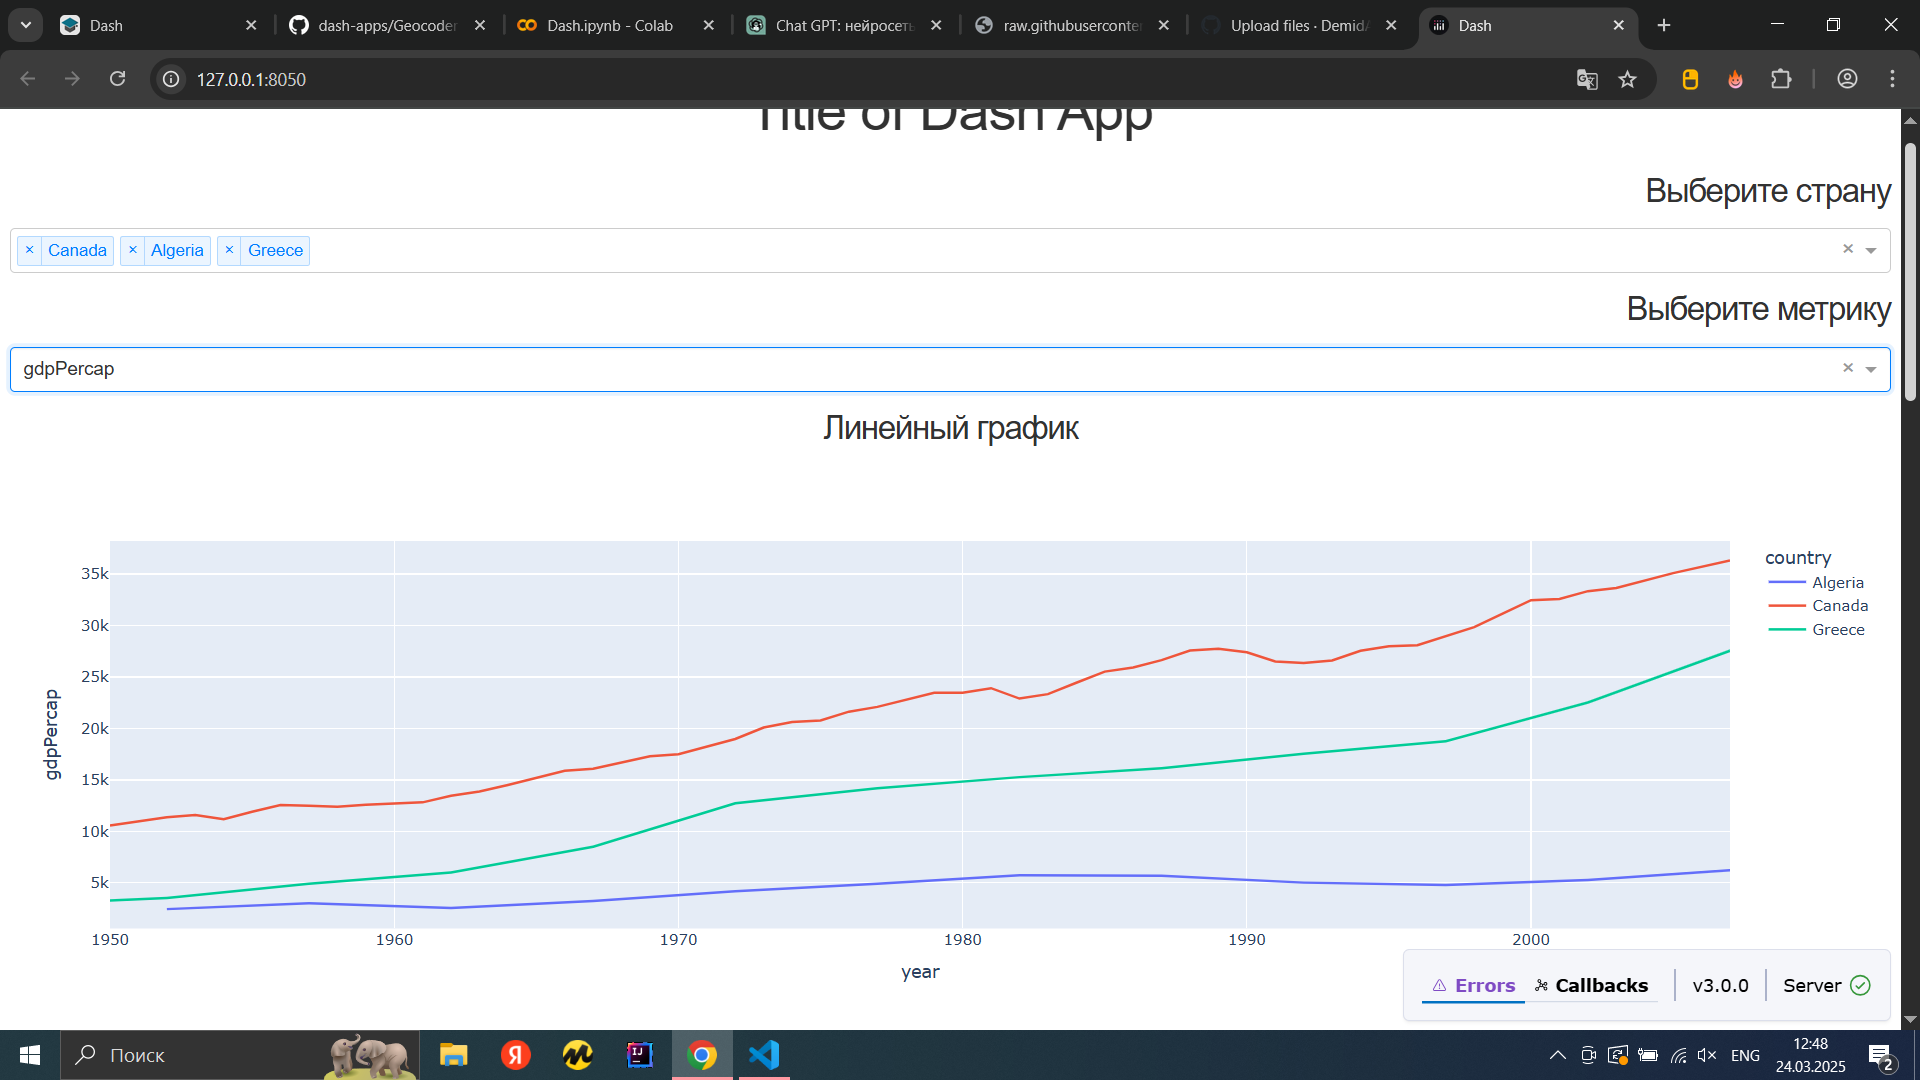 Dash
dash-apps/Geocoder
Dash.ipynb - Colab
Chat GPT: нейросеть
raw.githubuserconte
Upload files · Demid
Dash
127.0.0.1:8050
Title of Dash App
Выберите страну
× Canada × Algeria × Greece
Выберите метрику
gdpPercap
Линейный график
country
Algeria
Canada
Greece
35k
30k
25k
20k
15k
10k
5k
gdpPercap
1950 1960 1970 1980 1990 2000
year
Errors Callbacks v3.0.0 Server
Поиск
ENG
12:48
24.03.2025
2